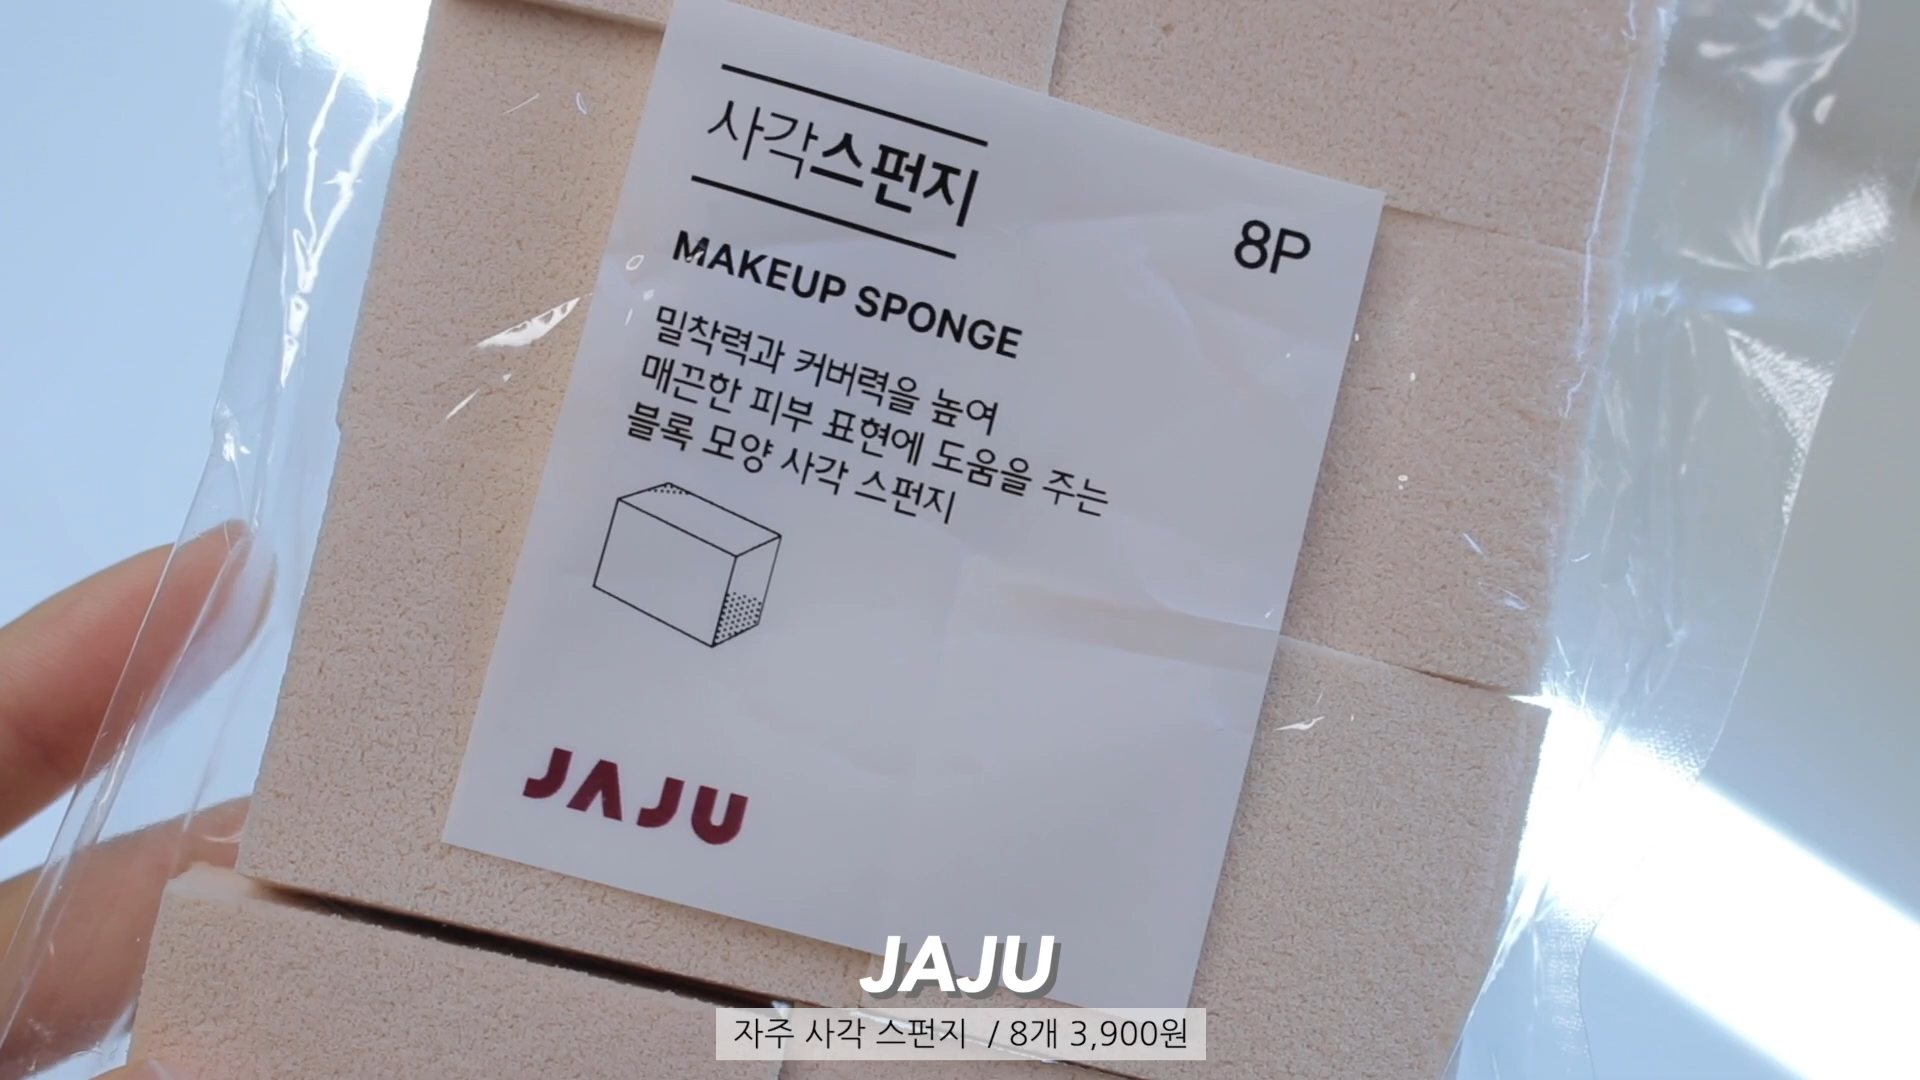 사각스펀지
8P
MAKEUP SPONGE
밀착력과 커버력을 높여
매끈한 피부 표현에 도움을 주는
블록 모양 사각 스펀지
JAJU
JAJU
자주 사각 스펀지 / 8개 3,900원